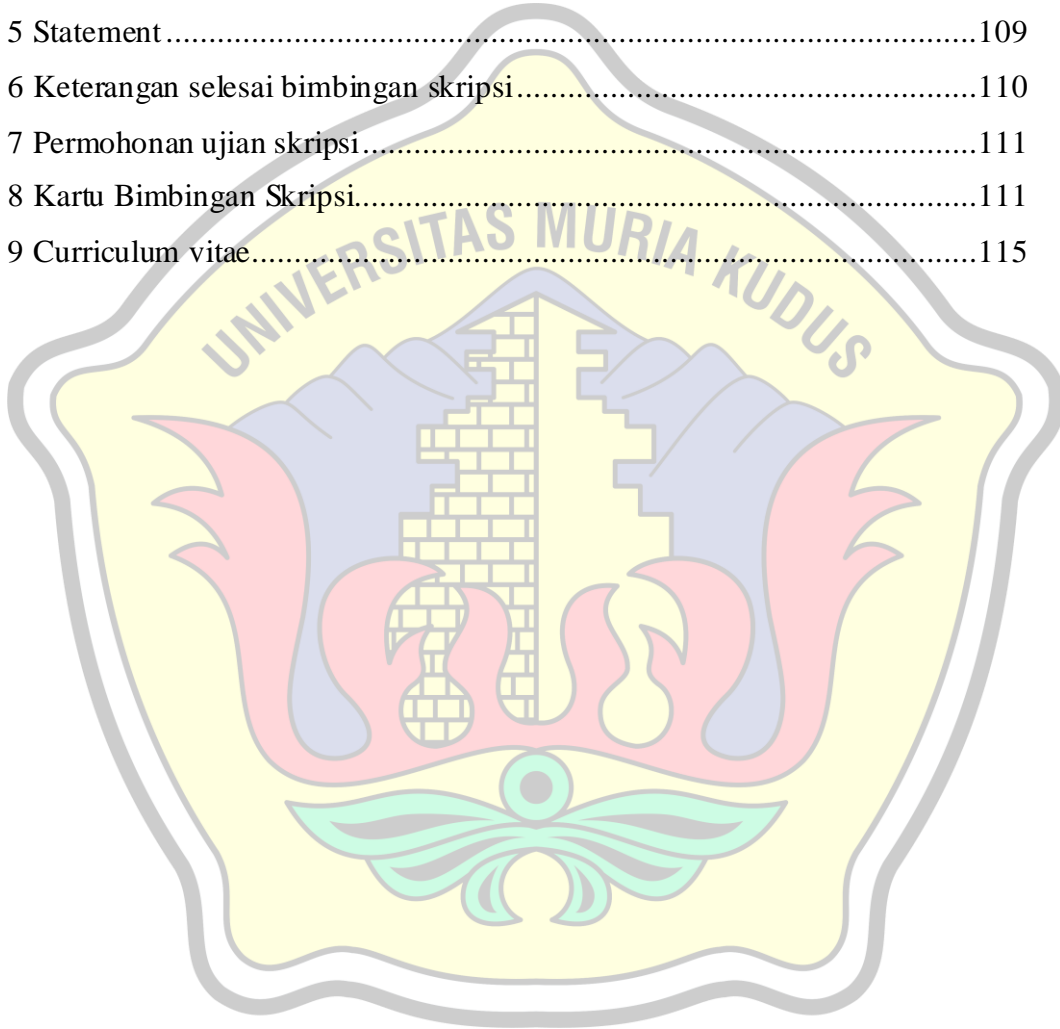 5 Statement....................................................................................................109
6 Keterangan selesai bimbingan skripsi.........................................................110
7 Permohonan ujian skripsi............................................................................111
8 Kartu Bimbingan Skripsi.............................................................................111
9 Curriculum vitae..........................................................................................115
UNIVERSITAS MURIA KUDUS